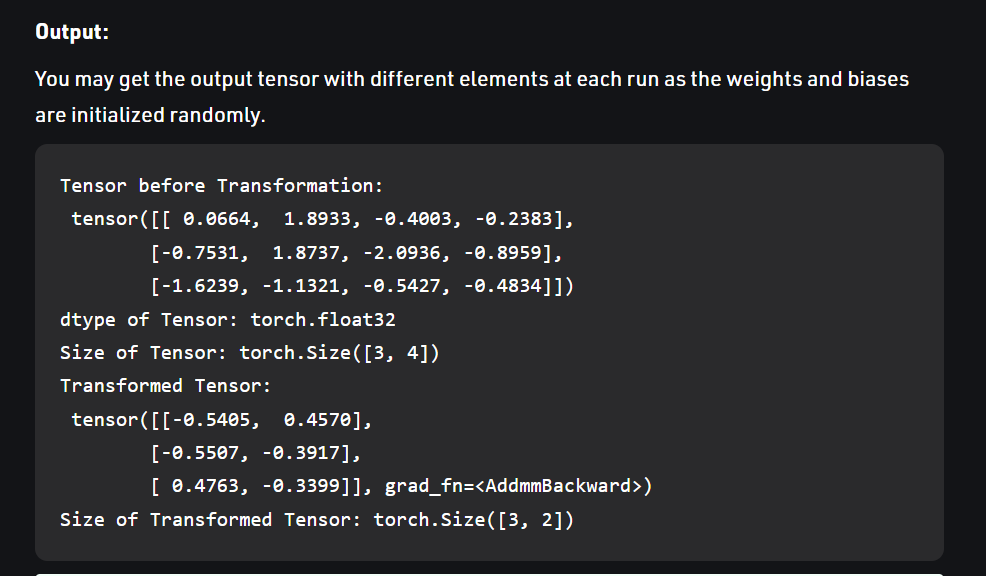 Output:
You may get the output tensor with different elements at each run as the weights and biases
are initialized randomly.
Tensor before Transformation:
 tensor([[ 0.0664,  1.8933, -0.4003, -0.2383],
        [-0.7531,  1.8737, -2.0936, -0.8959],
        [-1.6239, -1.1321, -0.5427, -0.4834]])
dtype of Tensor: torch.float32
Size of Tensor: torch.Size([3, 4])
Transformed Tensor:
 tensor([[-0.5405,  0.4570],
        [-0.5507, -0.3917],
        [ 0.4763, -0.3399]], grad_fn=<AddmmBackward>)
Size of Transformed Tensor: torch.Size([3, 2])